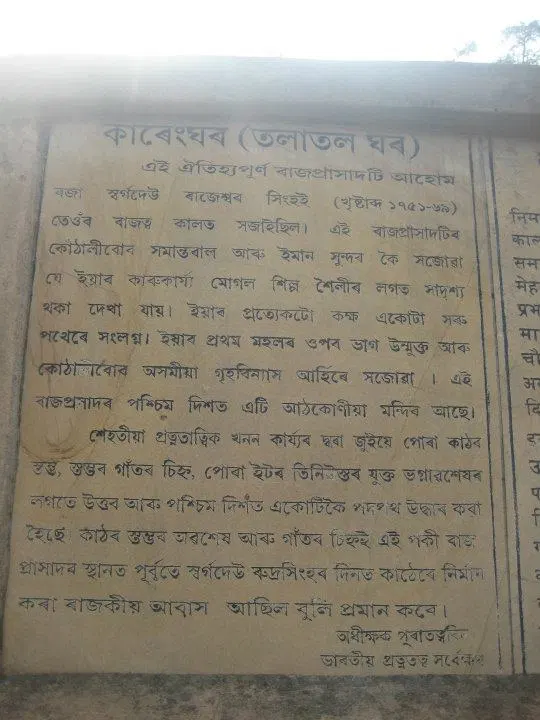 কাৰেংঘৰ (তলাতল ঘৰ)
এই ঐতিহ্যপূৰ্ণ ৰাজপ্ৰাসাদটি আহোম
ৰজা স্বৰ্গদেউ ৰাজেশ্বৰ সিংহই (খৃষ্টাব্দ ১৭৫১-৬৯)
তেওঁৰ ৰাজত্ব কালত সজাইছিল। এই ৰাজপ্ৰাসাদটিৰ
কোঠালীবোৰ সমান্তৰাল আৰু ইমান সুন্দৰ কৈ সজোৱা
যে ইয়াৰ কাৰুকাৰ্য্য মোগল শিল্প শৈলীৰ লগত সাদৃশ্য
থকা দেখা যায়। ইয়াৰ প্ৰত্যেকটো কক্ষ একোটা সৰু
পথেৰে সংলগ্ন। ইয়াৰ প্ৰথম মহলৰ ওপৰ ভাগ উন্মুক্ত আৰু
কোঠালীবোৰ অসমীয়া গৃহবিন্যাস আৰ্হিৰে সজোৱা । এই
ৰাজপ্ৰসাদৰ পশ্চিম দিশত এটি আঠকোণীয়া মন্দিৰ আছে।
শেহতীয়া প্ৰত্নতাত্বিক খনন কাৰ্য্যৰ দ্বৰা জুইয়ে পোৰা কাঠৰ
স্তম্ভ, স্তম্ভৰ গাঁতৰ চিহ্ন, পোৰা ইটৰ তিনিস্তৰ যুক্ত ভগ্নাৱশেষৰ
লগতে উত্তৰ আৰু পশ্চিম দিশত একোটিকৈ পদপথ উদ্ধাৰ কৰা
হৈছে কাঠৰ স্তম্ভৰ অৱশেষ আৰু গাঁতৰ চিহ্নই এই পকী ৰাজ
প্ৰাসাদৰ স্থানত পূৰ্বতে স্বৰ্গদেউ ৰুদ্ৰসিংহৰ দিনত কাঠেৰে নিৰ্মান
কৰা ৰাজকীয় আবাস আছিল বুলি প্ৰমান কৰে।
অধীক্ষক পুৰাতত্ববিদ
ভাৰতীয় প্ৰত্নতত্ব সৰ্বেক্ষণ